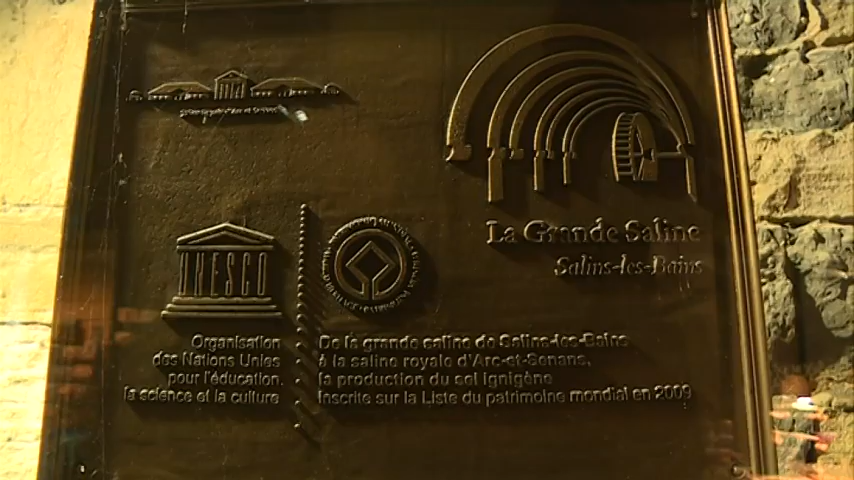 La Grande Saline
Salins-les-Bains
UNESCO
Organisation
des Nations Unies
pour l'éducation,
la science et la culture
De la grande saline de Salins-les-Bains
à la saline royale d'Arc-et-Senans,
la production du sel ignigène
Inscrite sur la Liste du patrimoine mondial en 2009